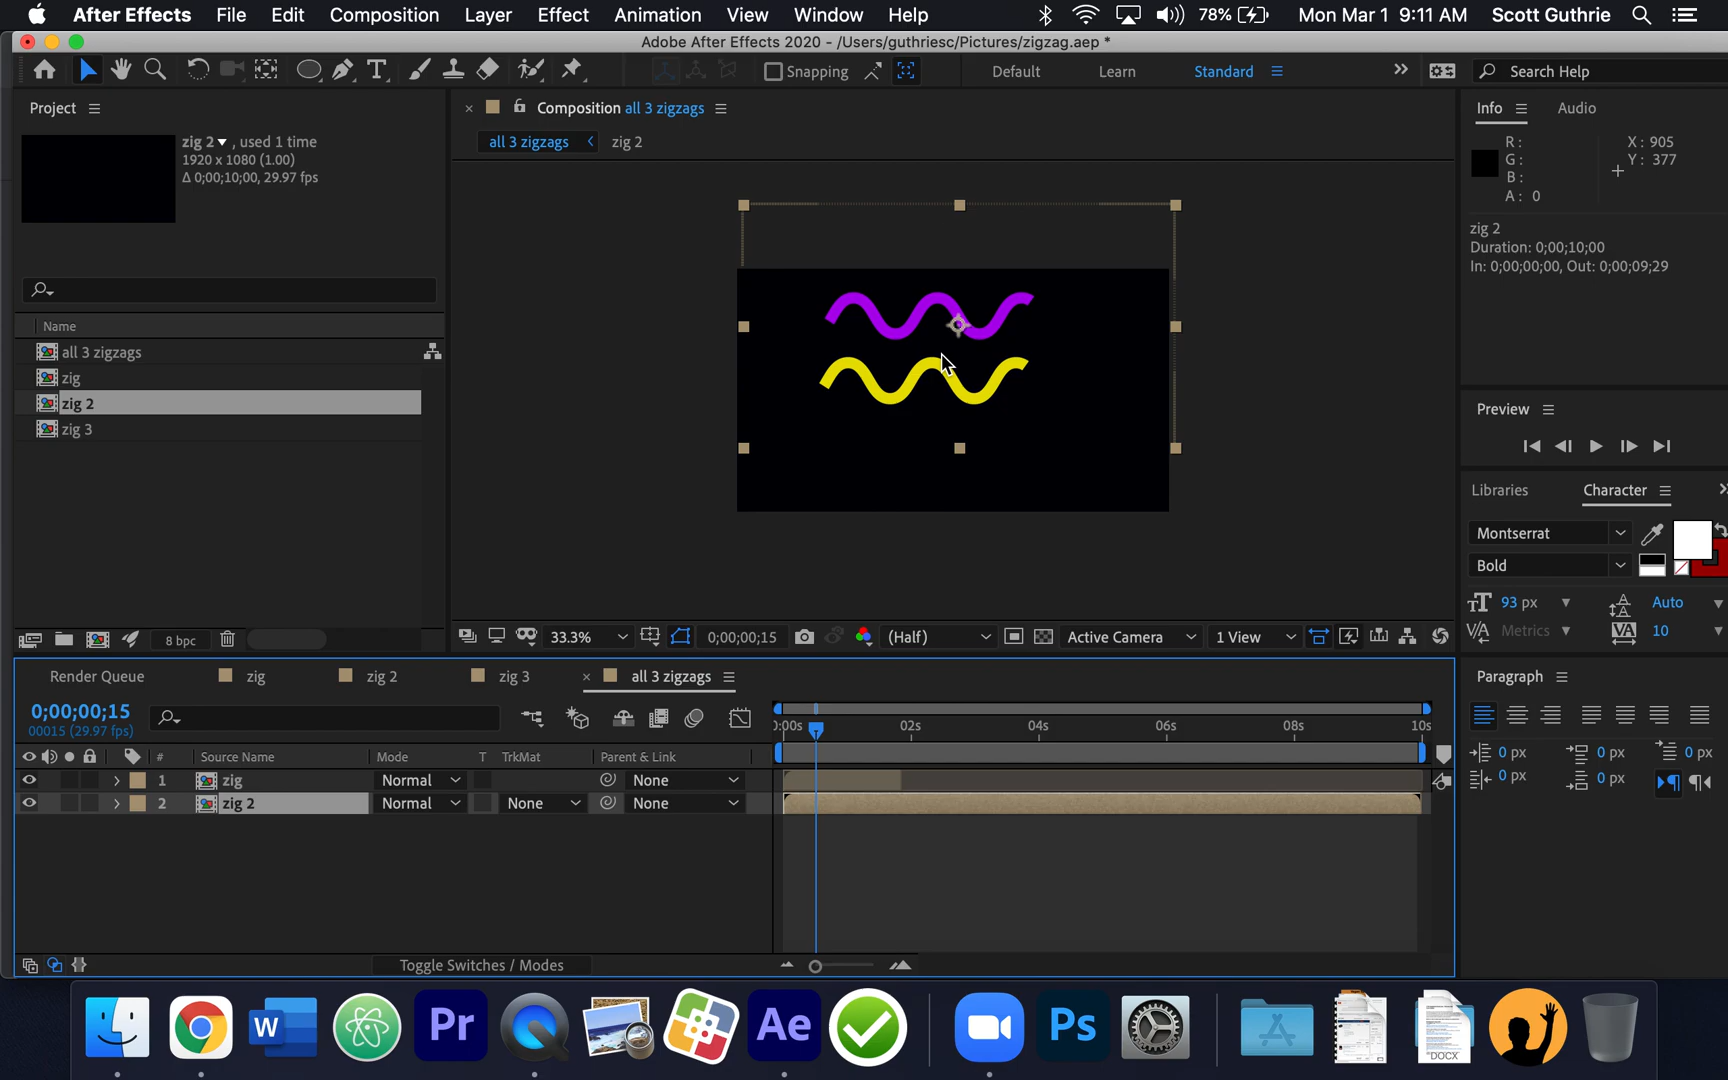 After Effects File Edit Composition Layer Effect Animation View Window Help 78% Mon Mar 1 9:11 AM Scott Guthrie
Adobe After Effects 2020 - /Users/guthriesc/Pictures/zigzag.aep *
T Snapping Default Learn Standard Search Help
Project
zig 2 , used 1 time
1920 x 1080 (1.00)
Δ 0;00;10;00, 29.97 fps
Name
all 3 zigzags
zig
zig 2
zig 3
8 bpc
Composition all 3 zigzags
all 3 zigzags zig 2
33.3% 0;00;00;15 (Half) Active Camera 1 View
Info Audio
R :
G :
B :
A : 0
X : 905
Y : 377
zig 2
Duration: 0;00;10;00
In: 0;00;00;00, Out: 0;00;09;29
Preview
Libraries Character
Montserrat
Bold
93 px Auto
Metrics 10
Paragraph
0 px 0 px 0 px
0 px 0 px
Render Queue zig zig 2 zig 3 all 3 zigzags
0;00;00;15
00015 (29.97 fps)
):00s 02s 04s 06s 08s 10s
# Source Name Mode T TrkMat Parent & Link
1 zig Normal None
2 zig 2 Normal None None
Toggle Switches / Modes
W Pr Ae Ps DOCX